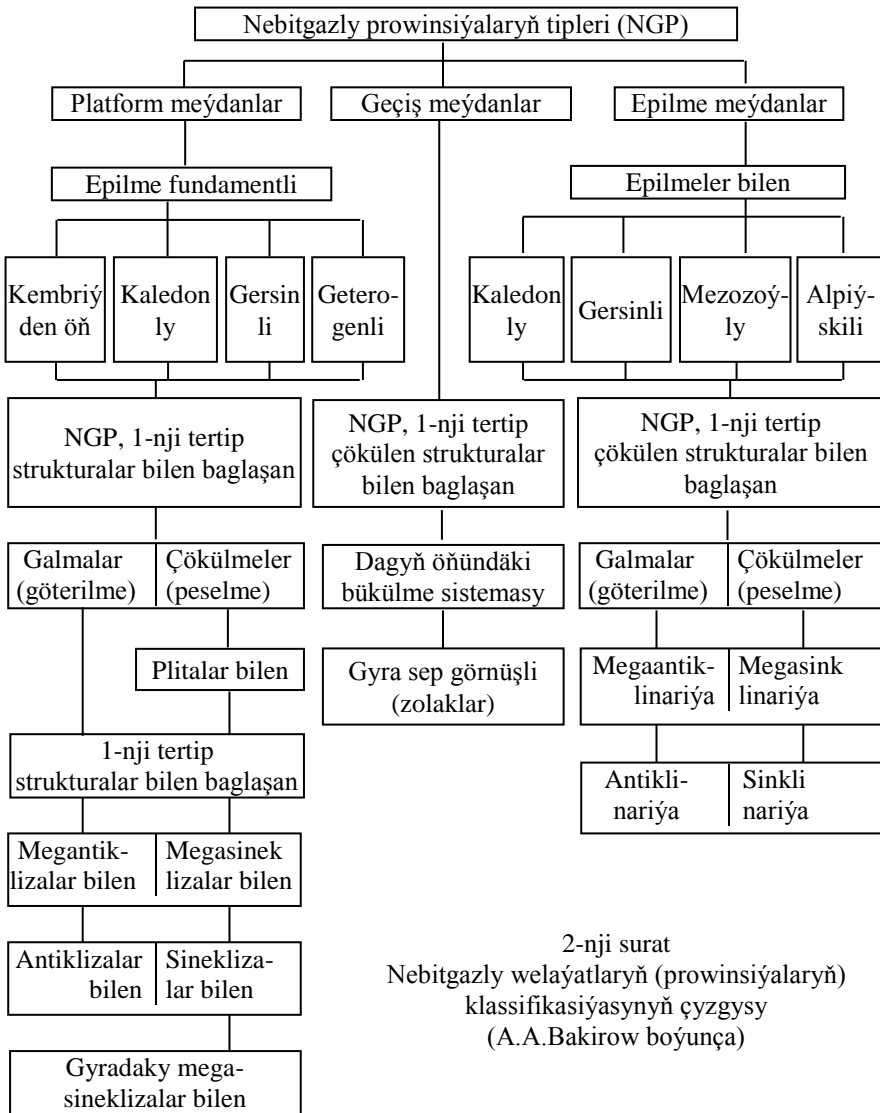 Nebitgazly prowinsiýalaryň tipleri (NGP)
Platform meýdanlar
Geçiş meýdanlar
Epilme meýdanlar
Epilme fundamentli
Epilmeler bilen
Kembriý
den öň
Kaledon
ly
Gersin
li
Getero-
genli
Kaledon
ly
Gersinli
Mezozoý-
ly
Alpiý-
skili
NGP, 1-nji tertip
strukturalar bilen baglaşan
NGP, 1-nji tertip
çökülen strukturalar
bilen baglaşan
NGP, 1-nji tertip
çökülen strukturalar bilen
baglaşan
Galmalar
(göterilme)
Çökülmeler
(peselme)
Dagyň öňündäki
bükülme sistemasy
Galmalar
(göterilme)
Çökülmeler
(peselme)
Plitalar bilen
Gyra sep görnüşli
(zolaklar)
Megaantik-
linariýa
Megasink
linariýa
1-nji tertip
strukturalar bilen baglaşan
Antikli-
nariýa
Sinkli
nariýa
Megantik-
lizalar bilen
Megasinek
lizalar bilen
Antiklizalar
bilen
Sinekliza-
lar bilen
Gyradaky mega-
sineklizalar bilen
2-nji surat
Nebitgazly welaýatlaryň (prowinsiýalaryň)
klassifikasiýasynyň çyzgysy
(A.A.Bakirow boýunça)